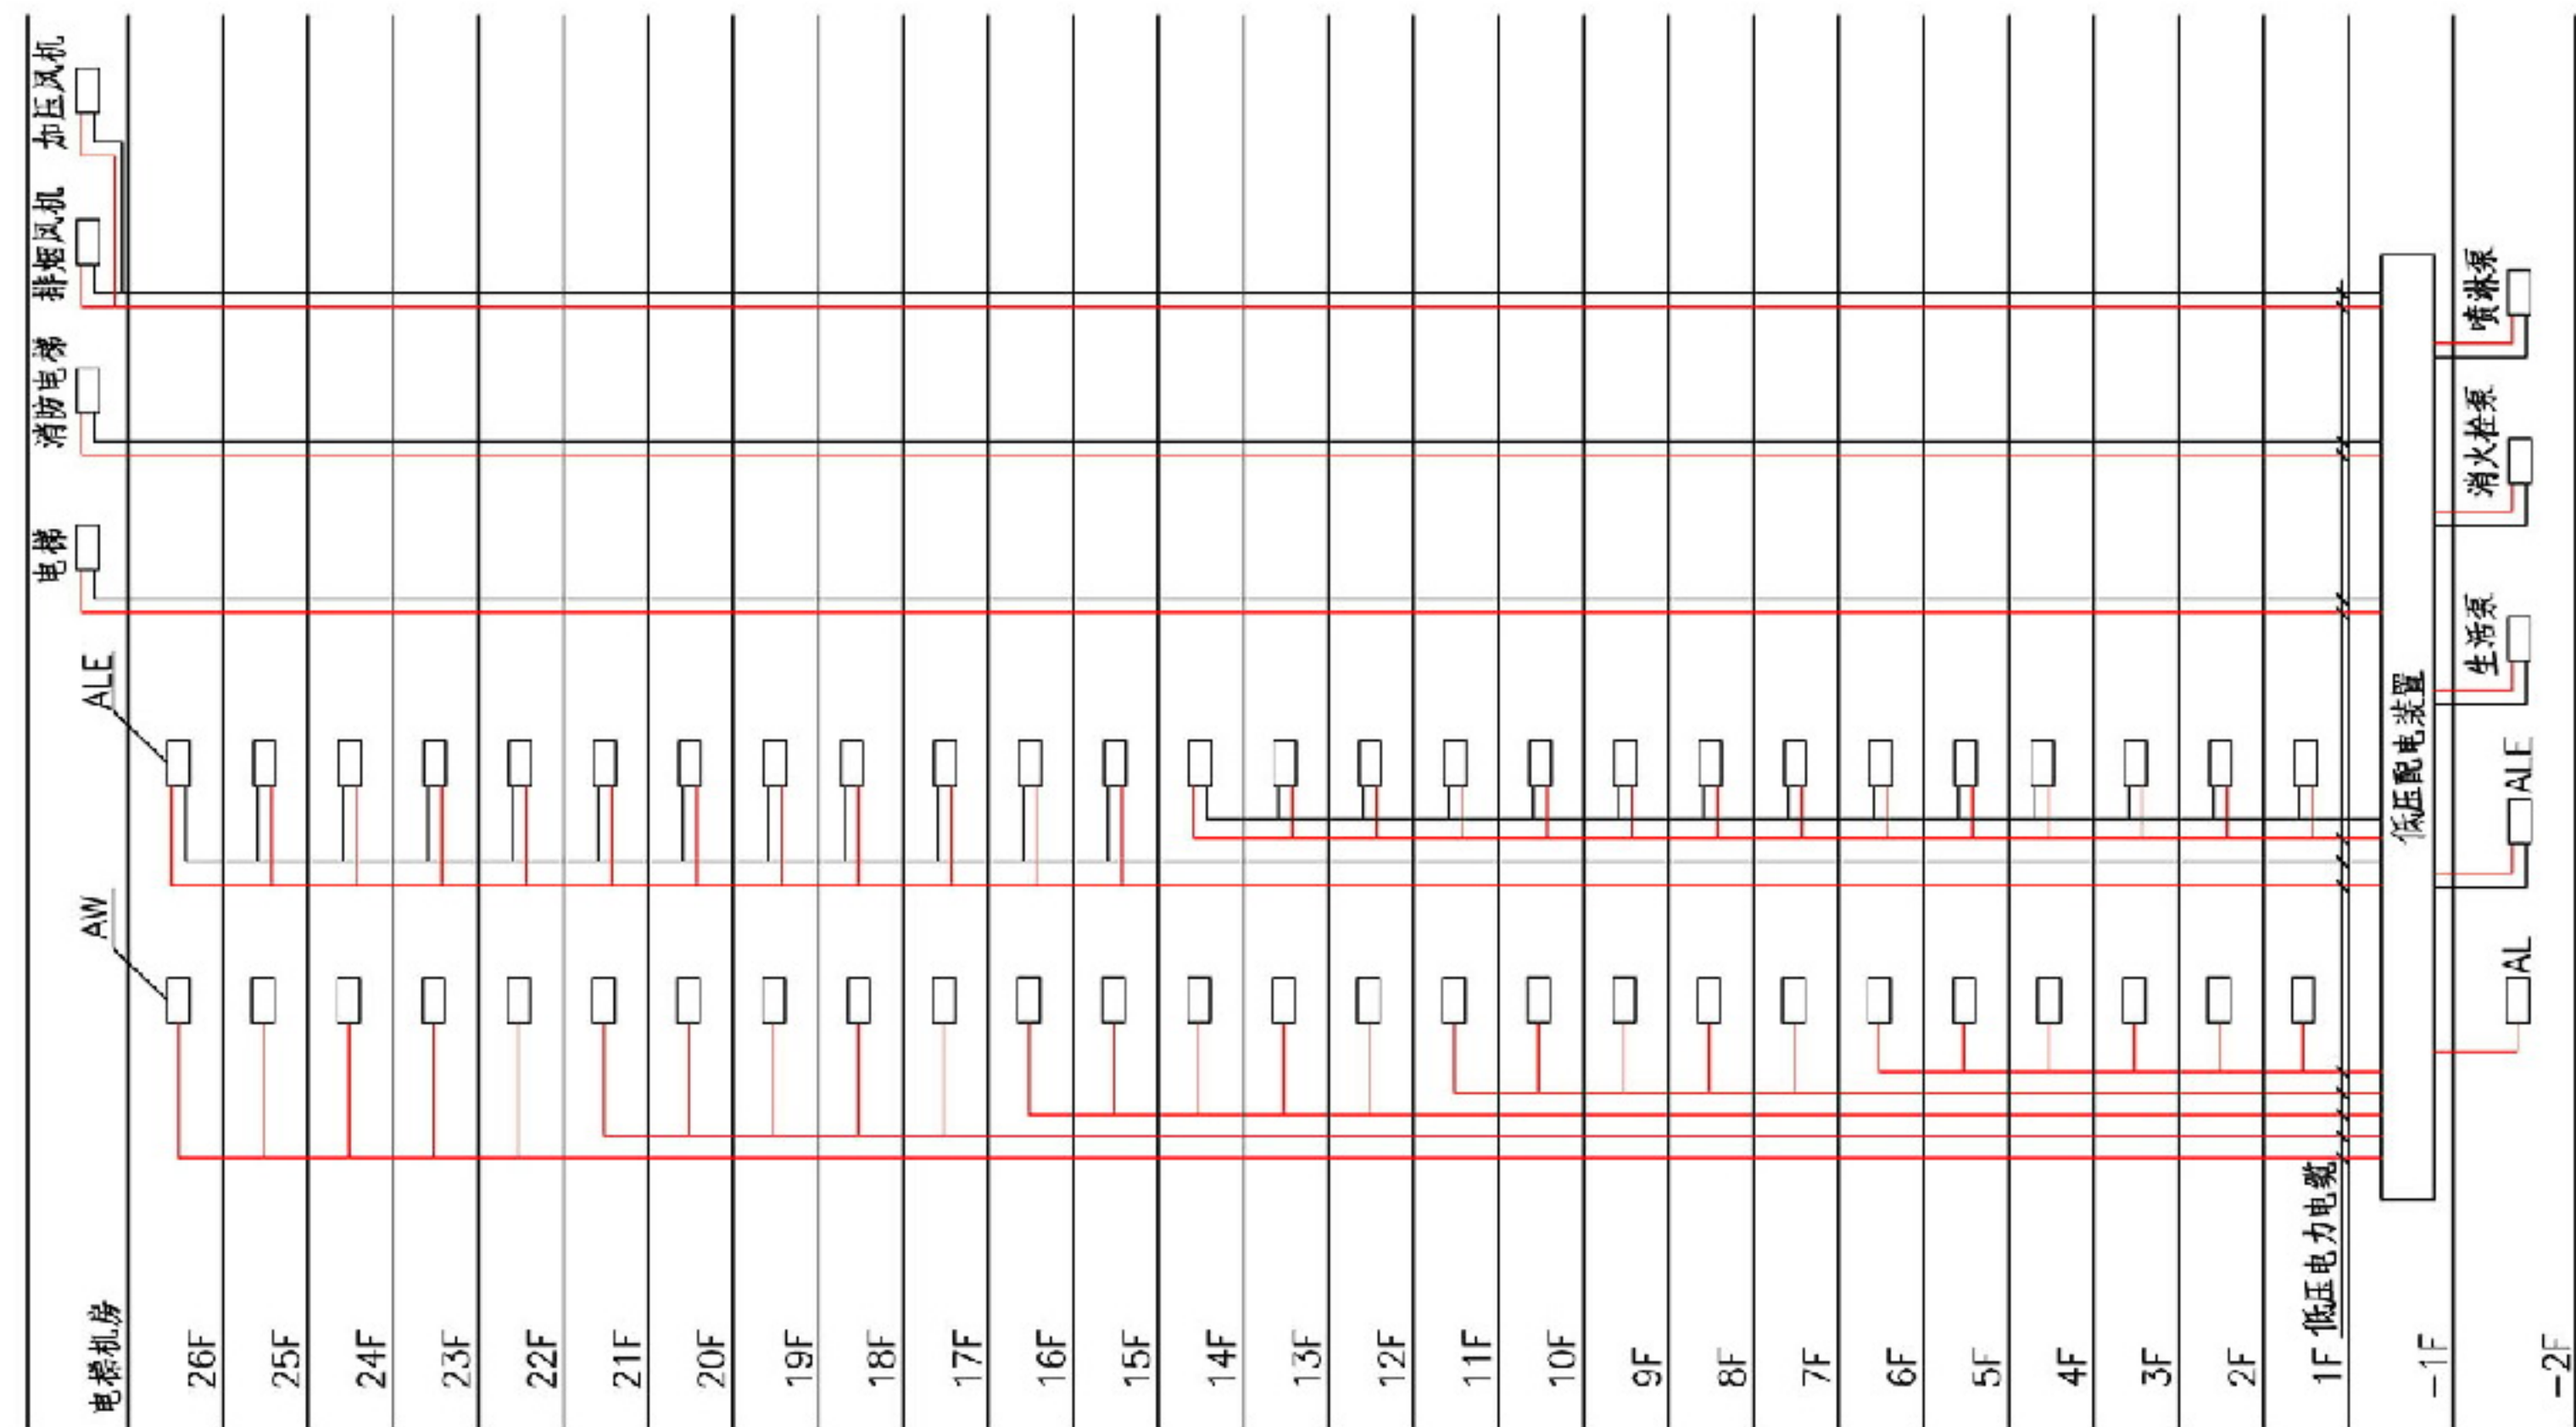 加压风机
排烟风机
消防电梯
电梯
ALE
AW
电梯机房
26F
25F
24F
23F
22F
21F
20F
19F
18F
17F
16F
15F
14F
13F
12F
11F
10F
9F
8F
7F
6F
5F
4F
3F
2F
1F
低压电力电缆
低压配电装置
-1F
喷淋泵
消火栓泵
生活泵
ALE
AL
-2F